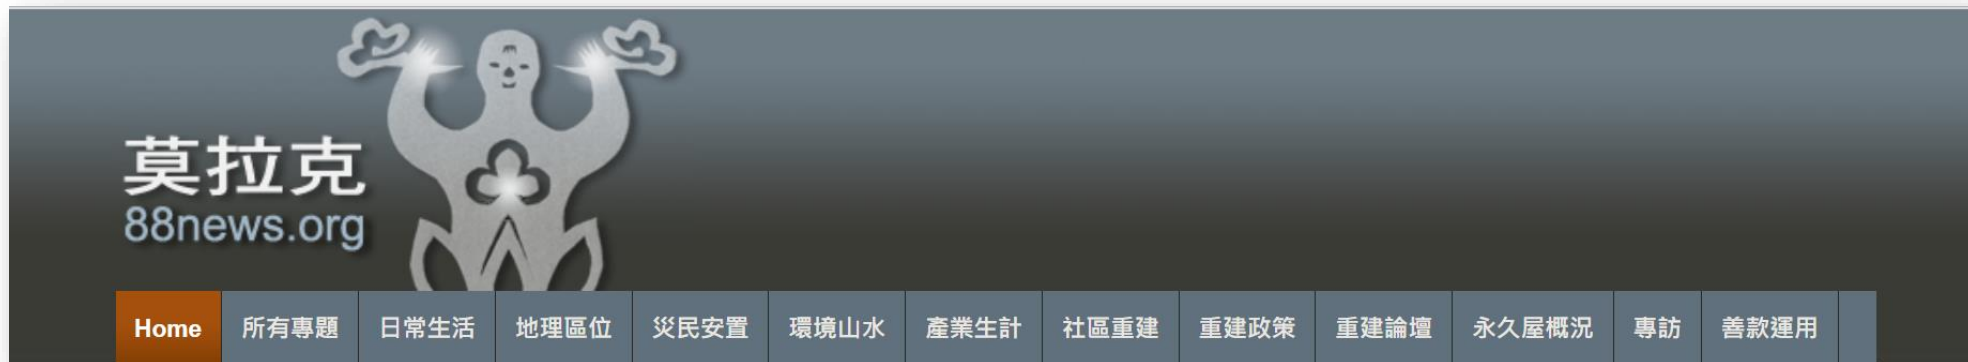 莫拉克
88news.org
Home 所有專題 日常生活 地理區位 災民安置 環境山水 產業生計 社區重建 重建政策 重建論壇 永久屋概況 專訪 善款運用